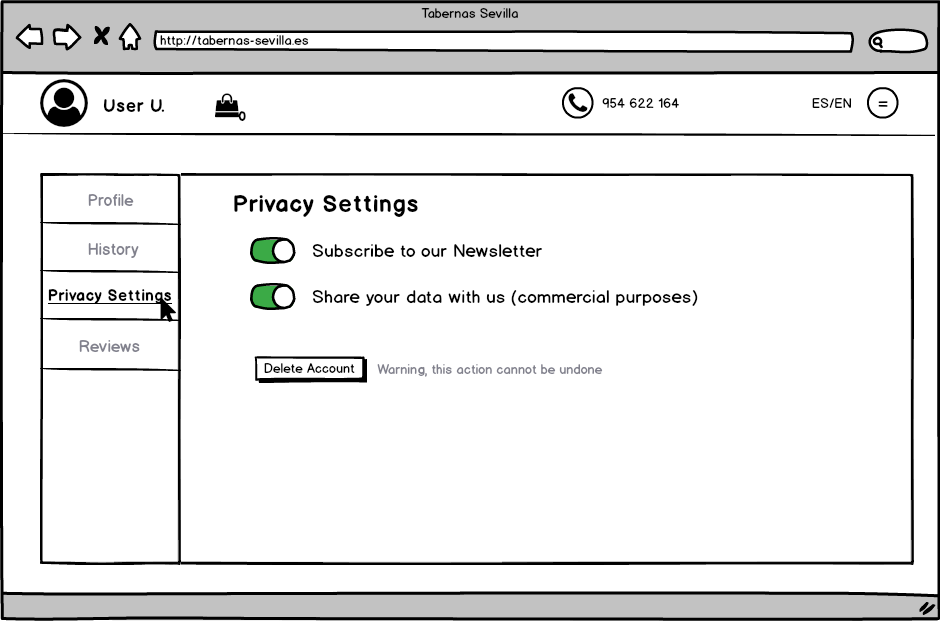 Tabernas Sevilla
http://tabernas-sevilla.es
User U.
954 622 164
ES/EN
Profile
History
Privacy Settings
Reviews
Privacy Settings
Subscribe to our Newsletter
Share your data with us (commercial purposes)
Delete Account
Warning, this action cannot be undone